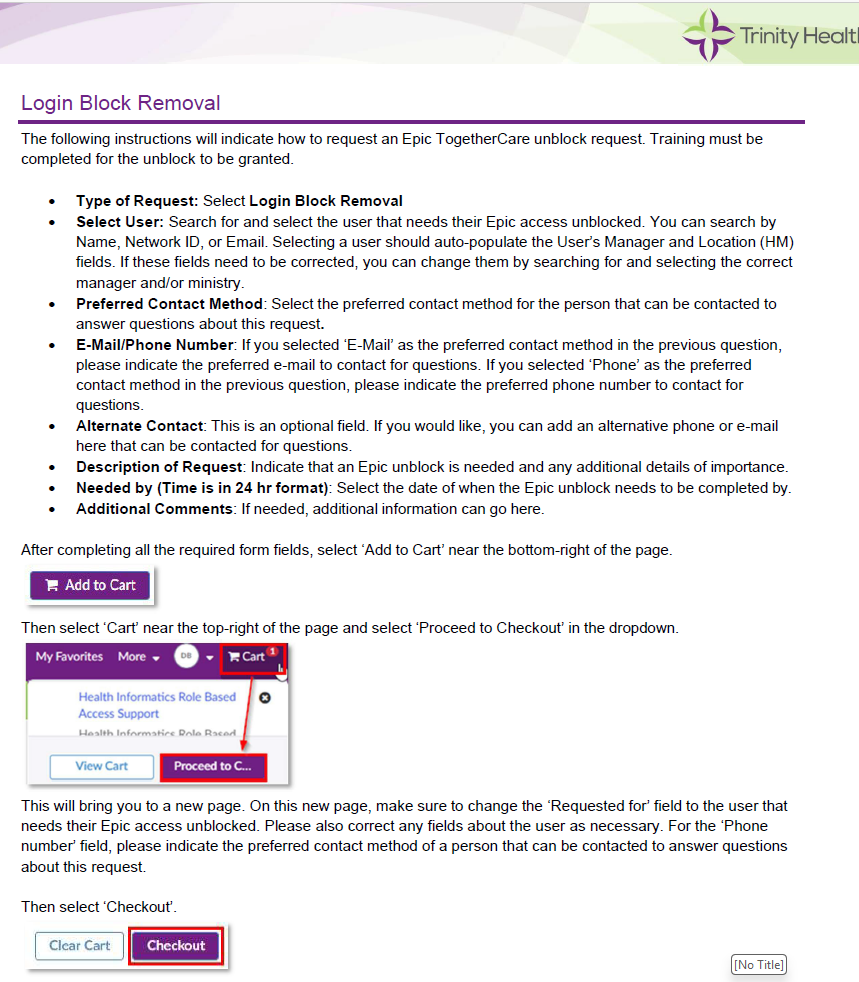 Trinity Healt
Login Block Removal
The following instructions will indicate how to request an Epic TogetherCare unblock request. Training must be
completed for the unblock to be granted.
• Type of Request: Select Login Block Removal
• Select User: Search for and select the user that needs their Epic access unblocked. You can search by
Name, Network ID, or Email. Selecting a user should auto-populate the User’s Manager and Location (HM)
fields. If these fields need to be corrected, you can change them by searching for and selecting the correct
manager and/or ministry.
• Preferred Contact Method: Select the preferred contact method for the person that can be contacted to
answer questions about this request.
• E-Mail/Phone Number: If you selected ‘E-Mail’ as the preferred contact method in the previous question,
please indicate the preferred e-mail to contact for questions. If you selected ‘Phone’ as the preferred
contact method in the previous question, please indicate the preferred phone number to contact for
questions.
• Alternate Contact: This is an optional field. If you would like, you can add an alternative phone or e-mail
here that can be contacted for questions.
• Description of Request: Indicate that an Epic unblock is needed and any additional details of importance.
• Needed by (Time is in 24 hr format): Select the date of when the Epic unblock needs to be completed by.
• Additional Comments: If needed, additional information can go here.
After completing all the required form fields, select ‘Add to Cart’ near the bottom-right of the page.
Add to Cart
Then select ‘Cart’ near the top-right of the page and select ‘Proceed to Checkout’ in the dropdown.
My Favorites More DB Cart 1
Health Informatics Role Based
Access Support
Health Informatics Role Based
View Cart Proceed to C...
This will bring you to a new page. On this new page, make sure to change the ‘Requested for’ field to the user that
needs their Epic access unblocked. Please also correct any fields about the user as necessary. For the ‘Phone
number’ field, please indicate the preferred contact method of a person that can be contacted to answer questions
about this request.
Then select ‘Checkout’.
Clear Cart Checkout
[No Title]